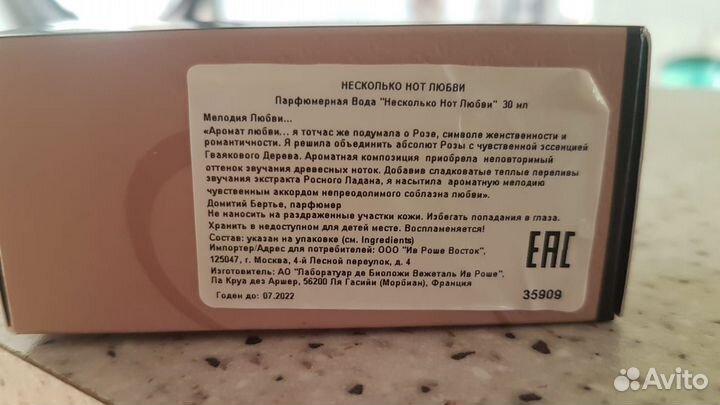 НЕСКОЛЬКО НОТ ЛЮБВИ
Парфюмерная Вода "Несколько Нот Любви" 30 мл
Мелодия Любви...
«Аромат любви... я тотчас же подумала о Розе, символе женственности и
романтичности. Я решила объединить абсолют Розы с чувственной эссенцией
Гваякового Дерева. Ароматная композиция приобрела неповторимый
оттенок звучания древесных ноток. Добавив сладковатые теплые переливы
звучания экстракта Росного Ладана, я насытила ароматную мелодию
чувственным аккордом непреодолимого соблазна любви».
Домитий Бертье, парфюмер
Не наносить на раздраженные участки кожи. Избегать попадания в глаза.
Хранить в недоступном для детей месте. Воспламеняется!
Состав: указан на упаковке (см. Ingredients)
Импортер/Адрес для потребителей: ООО "Ив Роше Восток",
125047, г. Москва, 4-й Лесной переулок, д. 4
Изготовитель: АО "Лаборатуар де Биоложи Вежеталь Ив Роше",
Ла Круа дез Аршер, 56200 Ля Гасийи (Морбиан), Франция
Годен до: 07.2022
EAC
35909
Avito